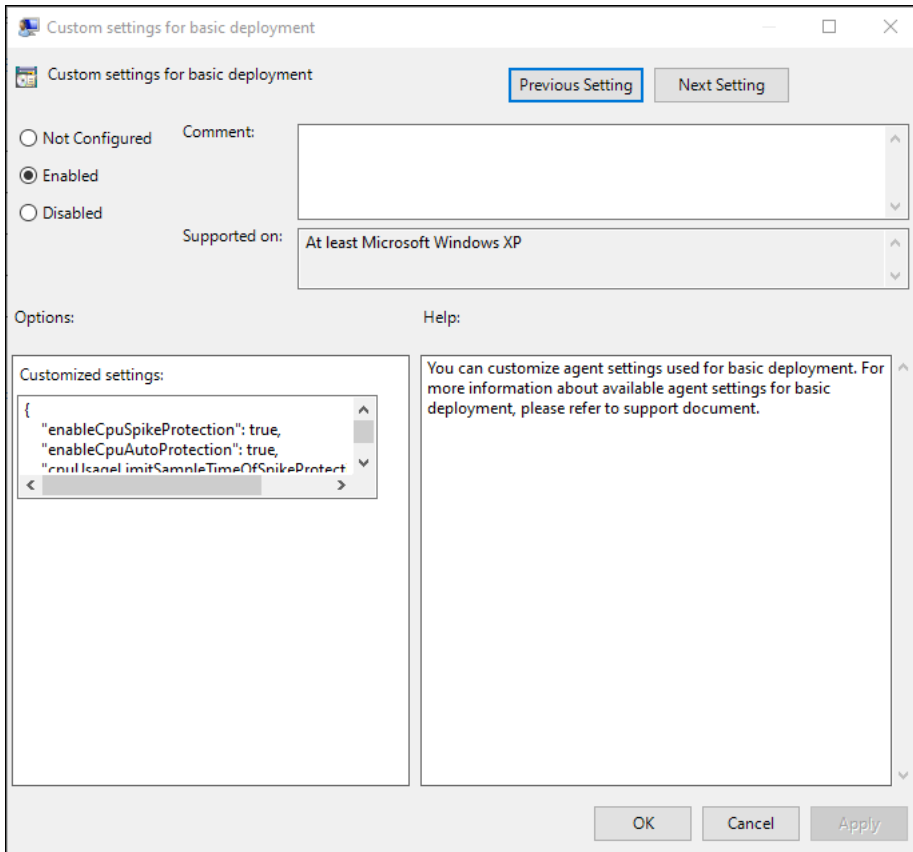 Custom settings for basic deployment
Custom settings for basic deployment
Previous Setting
Next Setting
Not Configured
Enabled
Disabled
Comment:
Supported on:
At least Microsoft Windows XP
Options:
Help:
Customized settings:
{
"enableCpuSpikeProtection": true,
"enableCpuAutoProtection": true,
"cpuUsageLimitSampleTimeOfSpikeProtect
You can customize agent settings used for basic deployment. For
more information about available agent settings for basic
deployment, please refer to support document.
OK
Cancel
Apply